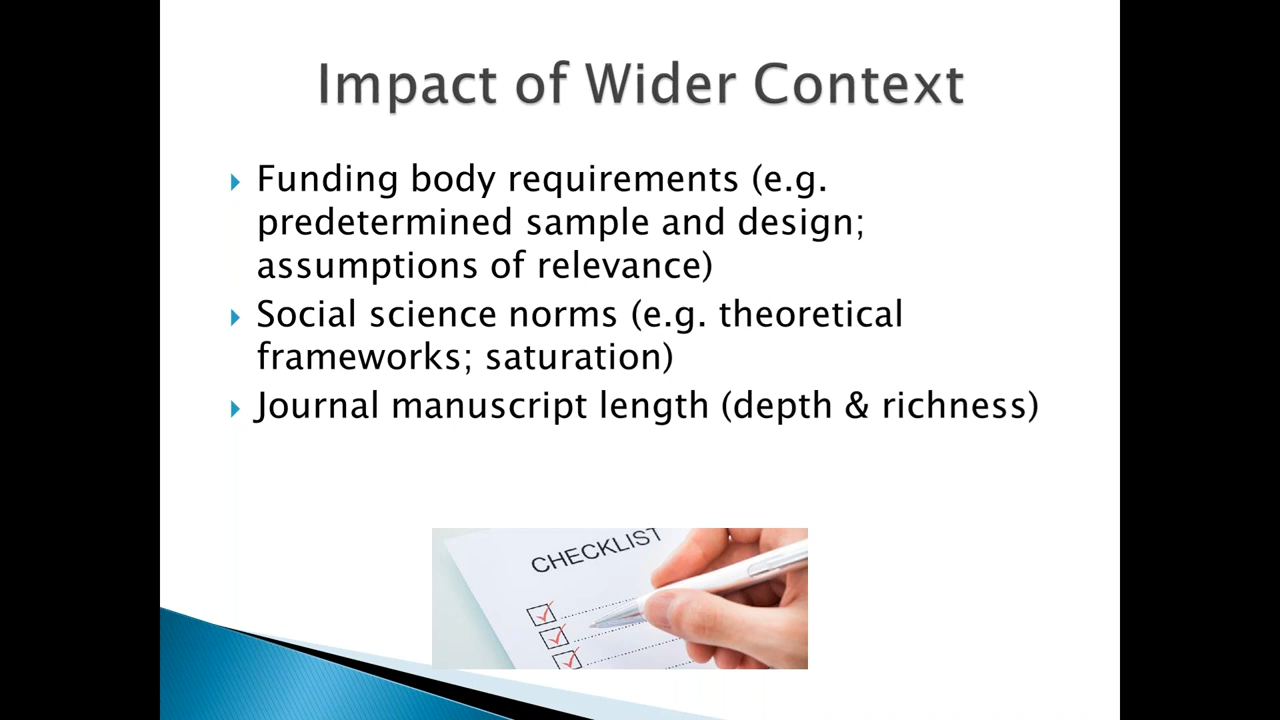 Impact of Wider Context
Funding body requirements (e.g.
predetermined sample and design;
assumptions of relevance)
Social science norms (e.g. theoretical
frameworks; saturation)
Journal manuscript length (depth & richness)
CHECKLIST